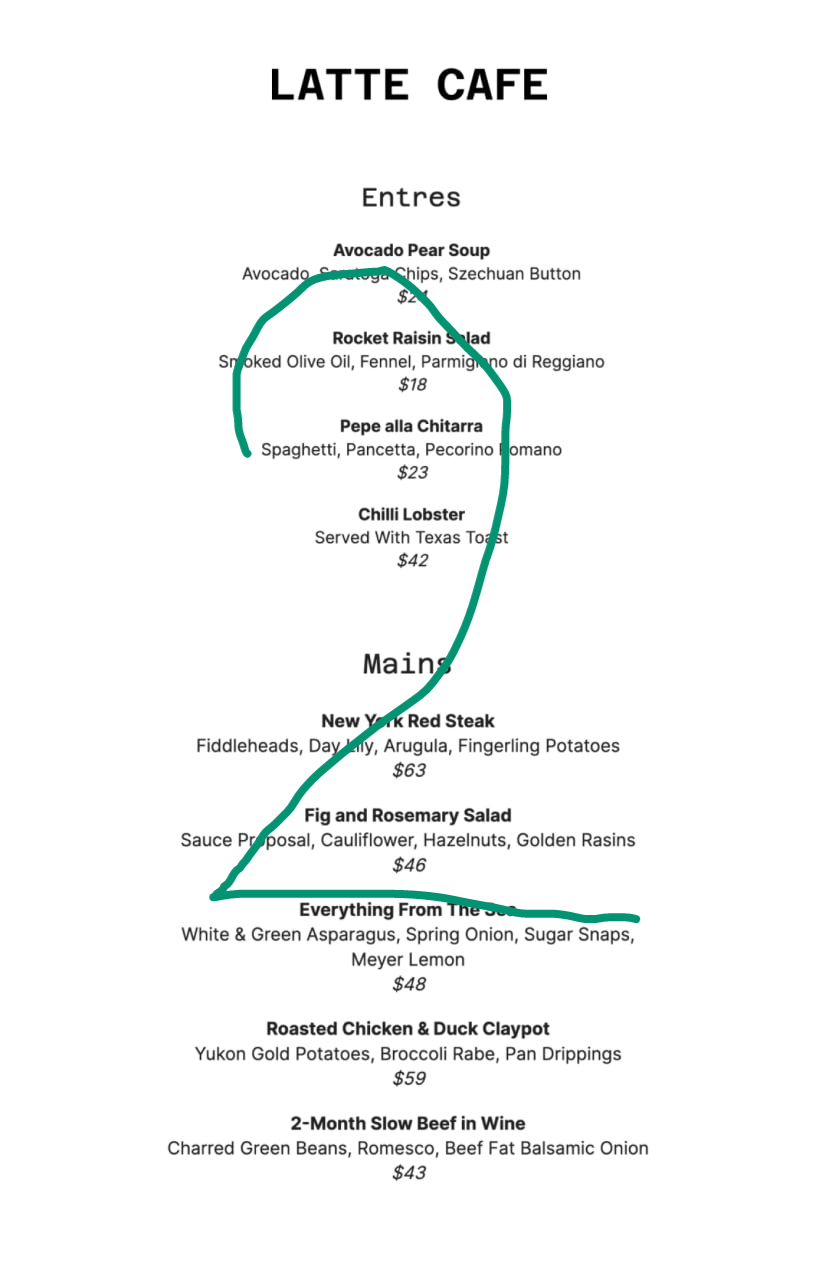 LATTE CAFE
Entres
Avocado Pear Soup
Avocado, Saratoga Chips, Szechuan Button
$24
Rocket Raisin Salad
Smoked Olive Oil, Fennel, Parmigiano di Reggiano
$18
Pepe alla Chitarra
Spaghetti, Pancetta, Pecorino Romano
$23
Chilli Lobster
Served With Texas Toast
$42
Mains
New York Red Steak
Fiddleheads, Day Lily, Arugula, Fingerling Potatoes
$63
Fig and Rosemary Salad
Sauce Proposal, Cauliflower, Hazelnuts, Golden Rasins
$46
Everything From The Sea
White & Green Asparagus, Spring Onion, Sugar Snaps,
Meyer Lemon
$48
Roasted Chicken & Duck Claypot
Yukon Gold Potatoes, Broccoli Rabe, Pan Drippings
$59
2-Month Slow Beef in Wine
Charred Green Beans, Romesco, Beef Fat Balsamic Onion
$43
2